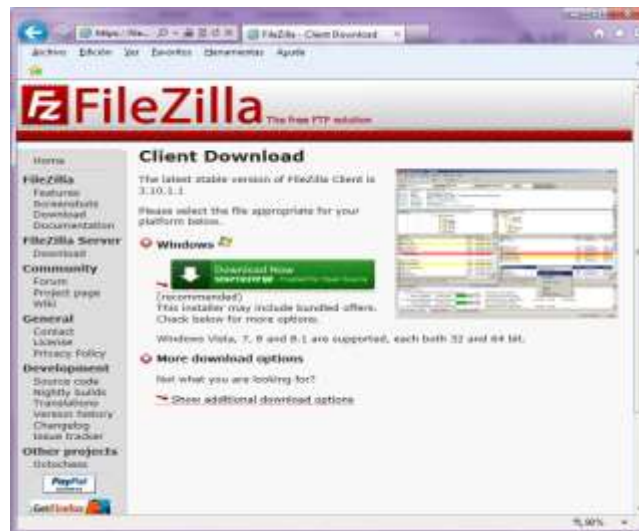 FileZilla - Client Download
Archivo Edición Ver Favoritos Herramientas Ayuda
FileZilla The free FTP solution
Home
FileZilla
Features
Screenshots
Download
Documentation
FileZilla Server
Download
Community
Forum
Project page
Wiki
General
Contact
License
Privacy Policy
Development
Source code
Nightly builds
Translations
Version history
Changelog
Issue tracker
Other projects
Octochess
PayPal
Get Firefox
Client Download
The latest stable version of FileZilla Client is
3.10.1.1
Please select the file appropriate for your
platform below.
Windows
Download Now
(recommended)
This installer may include bundled offers.
Check below for more options.
Windows Vista, 7, 8 and 8.1 are supported, each both 32 and 64 bit.
More download options
Not what you are looking for?
Show additional download options